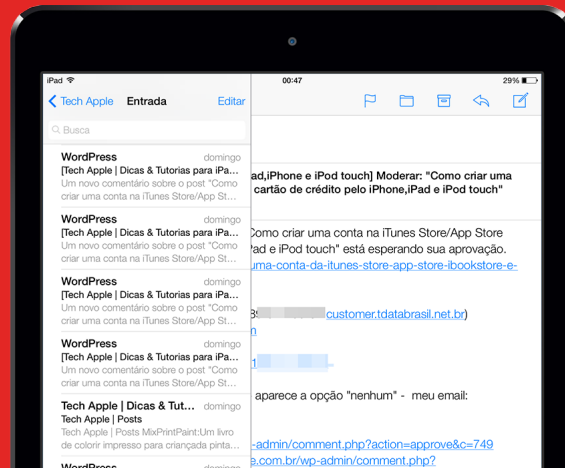 iPad
00:47
29%
Tech Apple
Entrada
Editar
Busca
WordPress domingo
[Tech Apple | Dicas & Tutorias para iPa...
Um novo comentário sobre o post "Como
criar uma conta na iTunes Store/App St...
WordPress domingo
[Tech Apple | Dicas & Tutorias para iPa...
Um novo comentário sobre o post "Como
criar uma conta na iTunes Store/App St...
WordPress domingo
[Tech Apple | Dicas & Tutorias para iPa...
Um novo comentário sobre o post "Como
criar uma conta na iTunes Store/App St...
WordPress domingo
[Tech Apple | Dicas & Tutorias para iPa...
Um novo comentário sobre o post "Como
criar uma conta na iTunes Store/App St...
Tech Apple | Dicas & Tut... domingo
Tech Apple | Posts
Tech Apple | Posts MixPrintPaint:Um livro
de colorir impresso para criançada pinta...
WordPress domingo
ad,iPhone e iPod touch] Moderar: "Como criar uma
cartão de crédito pelo iPhone,iPad e iPod touch"
Como criar uma conta na iTunes Store/App Store
Pad e iPod touch" está esperando sua aprovação.
uma-conta-da-itunes-store-app-store-ibookstore-e-
customer.tdatabrasil.net.br)
aparece a opção "nenhum" - meu email:
-admin/comment.php?action=approve&c=749
e.com.br/wp-admin/comment.php?